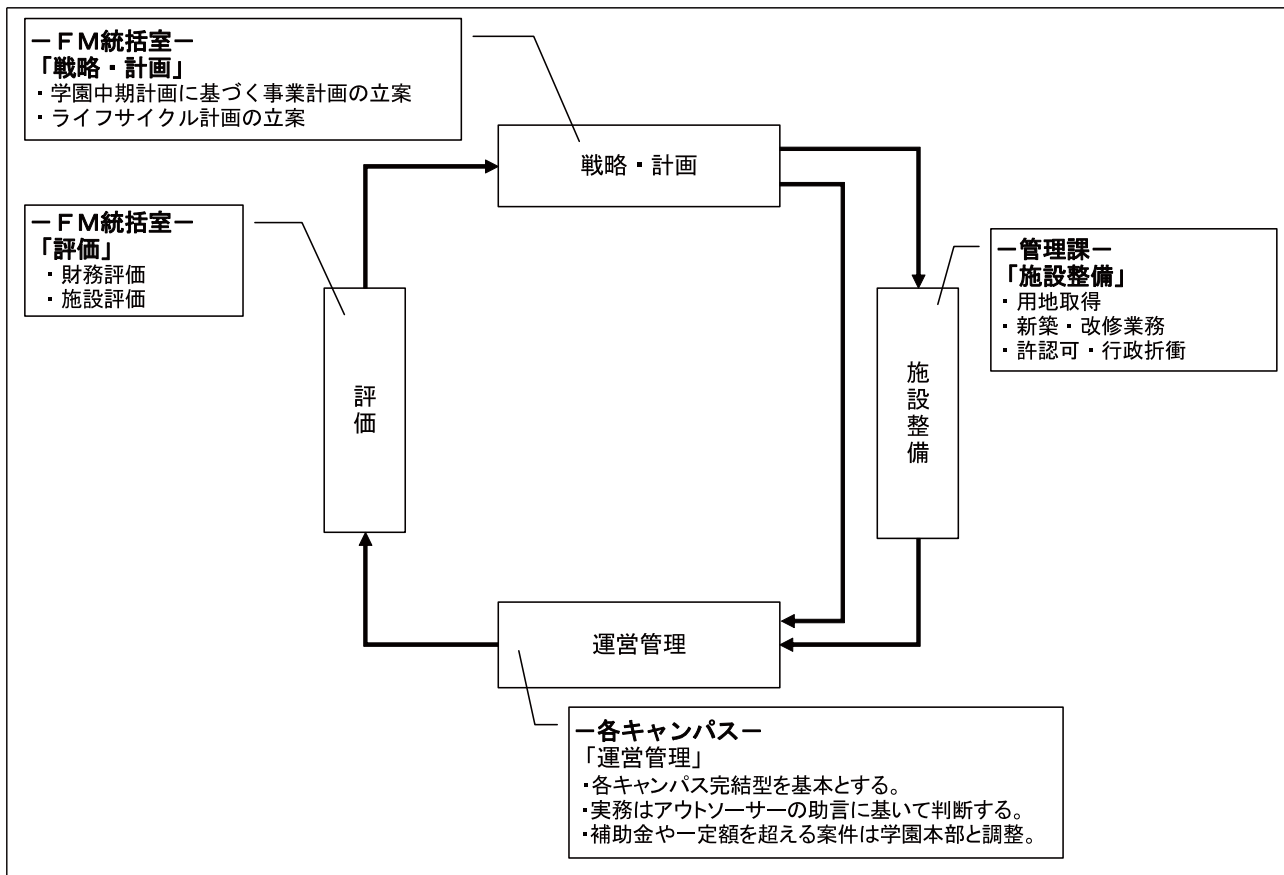 －ＦＭ統括室－
「戦略・計画」
・学園中期計画に基づく事業計画の立案
・ライフサイクル計画の立案
戦略・計画
－ＦＭ統括室－
「評価」
・財務評価
・施設評価
－管理課－
「施設整備」
・用地取得
・新築・改修業務
・許認可・行政折衝
評価
施設整備
運営管理
－各キャンパス－
「運営管理」
・各キャンパス完結型を基本とする。
・実務はアウトソーサーの助言に基いて判断する。
・補助金や一定額を超える案件は学園本部と調整。